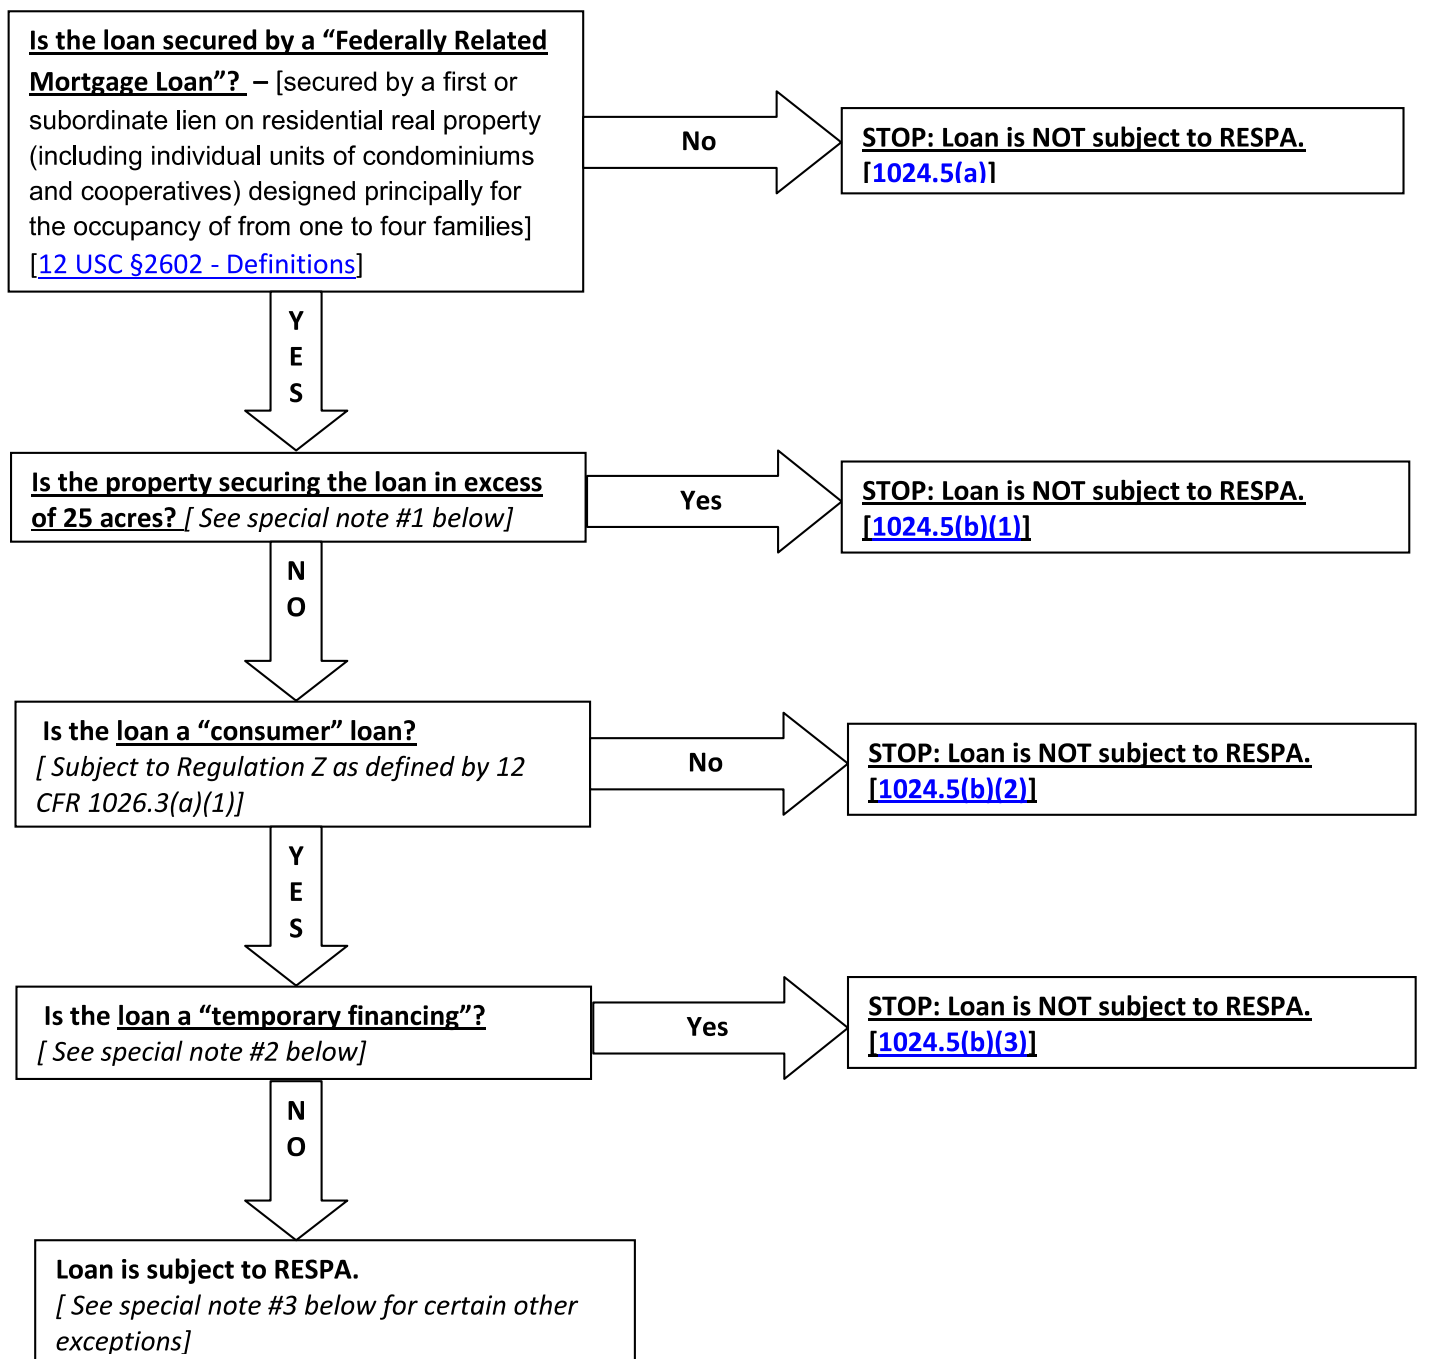 Is the loan secured by a “Federally Related
Mortgage Loan”? – [secured by a first or
subordinate lien on residential real property
(including individual units of condominiums
and cooperatives) designed principally for
the occupancy of from one to four families]
[12 USC §2602 - Definitions]
No
STOP: Loan is NOT subject to RESPA.
[1024.5(a)]
Y
E
S
Is the property securing the loan in excess
of 25 acres? [ See special note #1 below]
Yes
STOP: Loan is NOT subject to RESPA.
[1024.5(b)(1)]
N
O
Is the loan a “consumer” loan?
[ Subject to Regulation Z as defined by 12
CFR 1026.3(a)(1)]
No
STOP: Loan is NOT subject to RESPA.
[1024.5(b)(2)]
Y
E
S
Is the loan a “temporary financing”?
[ See special note #2 below]
Yes
STOP: Loan is NOT subject to RESPA.
[1024.5(b)(3)]
N
O
Loan is subject to RESPA.
[ See special note #3 below for certain other
exceptions]